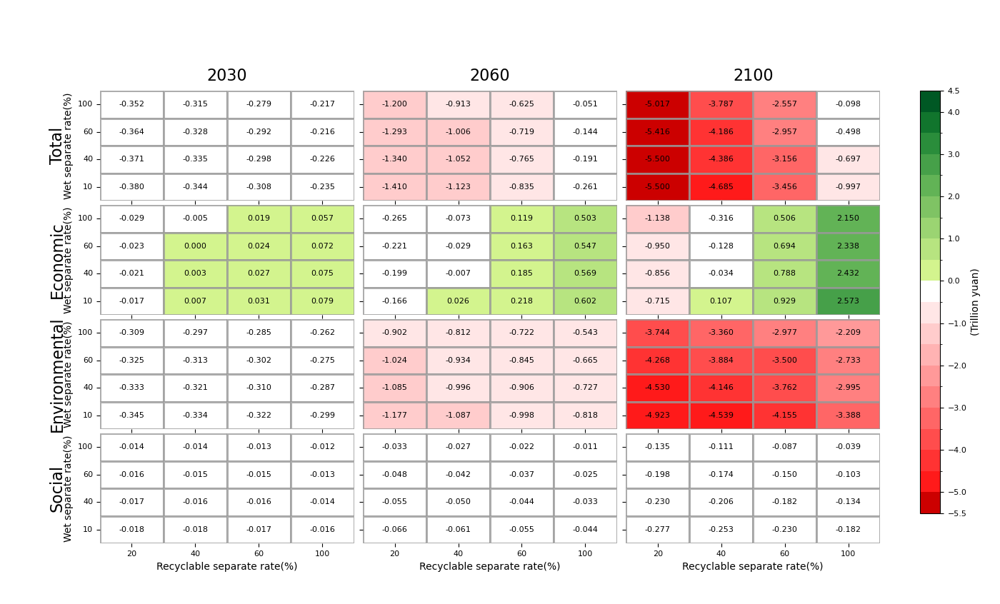 2030 2060 2100
Total
Wet separate rate(%)
100 -0.352 -0.315 -0.279 -0.217 -1.200 -0.913 -0.625 -0.051 -5.017 -3.787 -2.557 -0.098
60 -0.364 -0.328 -0.292 -0.216 -1.293 -1.006 -0.719 -0.144 -5.416 -4.186 -2.957 -0.498
40 -0.371 -0.335 -0.298 -0.226 -1.340 -1.052 -0.765 -0.191 -5.500 -4.386 -3.156 -0.697
10 -0.380 -0.344 -0.308 -0.235 -1.410 -1.123 -0.835 -0.261 -5.500 -4.685 -3.456 -0.997
Economic
Wet separate rate(%)
100 -0.029 -0.005 0.019 0.057 -0.265 -0.073 0.119 0.503 -1.138 -0.316 0.506 2.150
60 -0.023 0.000 0.024 0.072 -0.221 -0.029 0.163 0.547 -0.950 -0.128 0.694 2.338
40 -0.021 0.003 0.027 0.075 -0.199 -0.007 0.185 0.569 -0.856 -0.034 0.788 2.432
10 -0.017 0.007 0.031 0.079 -0.166 0.026 0.218 0.602 -0.715 0.107 0.929 2.573
Environmental
Wet separate rate(%)
100 -0.309 -0.297 -0.285 -0.262 -0.902 -0.812 -0.722 -0.543 -3.744 -3.360 -2.977 -2.209
60 -0.325 -0.313 -0.302 -0.275 -1.024 -0.934 -0.845 -0.665 -4.268 -3.884 -3.500 -2.733
40 -0.333 -0.321 -0.310 -0.287 -1.085 -0.996 -0.906 -0.727 -4.530 -4.146 -3.762 -2.995
10 -0.345 -0.334 -0.322 -0.299 -1.177 -1.087 -0.998 -0.818 -4.923 -4.539 -4.155 -3.388
Social
Wet separate rate(%)
100 -0.014 -0.014 -0.013 -0.012 -0.033 -0.027 -0.022 -0.011 -0.135 -0.111 -0.087 -0.039
60 -0.016 -0.015 -0.015 -0.013 -0.048 -0.042 -0.037 -0.025 -0.198 -0.174 -0.150 -0.103
40 -0.017 -0.016 -0.016 -0.014 -0.055 -0.050 -0.044 -0.033 -0.230 -0.206 -0.182 -0.134
10 -0.018 -0.018 -0.017 -0.016 -0.066 -0.061 -0.055 -0.044 -0.277 -0.253 -0.230 -0.182
20 40 60 100 20 40 60 100 20 40 60 100
Recyclable separate rate(%) Recyclable separate rate(%) Recyclable separate rate(%)
4.5
4.0
3.0
2.0
1.0
0.0
−1.0
−2.0
−3.0
−4.0
−5.0
−5.5
(Trillion yuan)